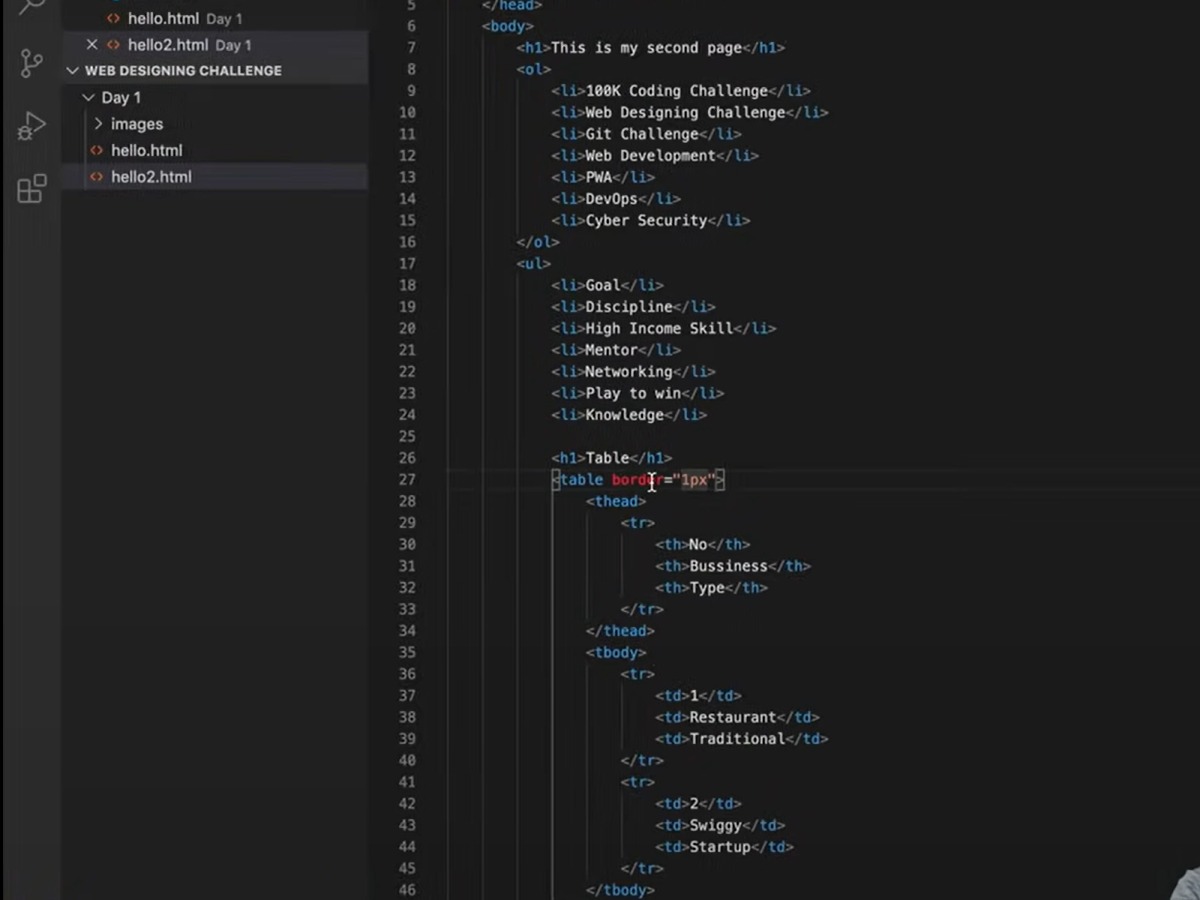 hello.html Day 1
hello2.html Day 1
WEB DESIGNING CHALLENGE
Day 1
images
hello.html
hello2.html
5 </head>
6 <body>
7 <h1>This is my second page</h1>
8 <ol>
9 <li>100K Coding Challenge</li>
10 <li>Web Designing Challenge</li>
11 <li>Git Challenge</li>
12 <li>Web Development</li>
13 <li>PWA</li>
14 <li>DevOps</li>
15 <li>Cyber Security</li>
16 </ol>
17 <ul>
18 <li>Goal</li>
19 <li>Discipline</li>
20 <li>High Income Skill</li>
21 <li>Mentor</li>
22 <li>Networking</li>
23 <li>Play to win</li>
24 <li>Knowledge</li>
25
26 <h1>Table</h1>
27 <table border="1px">
28 <thead>
29 <tr>
30 <th>No</th>
31 <th>Bussiness</th>
32 <th>Type</th>
33 </tr>
34 </thead>
35 <tbody>
36 <tr>
37 <td>1</td>
38 <td>Restaurant</td>
39 <td>Traditional</td>
40 </tr>
41 <tr>
42 <td>2</td>
43 <td>Swiggy</td>
44 <td>Startup</td>
45 </tr>
46 </tbody>